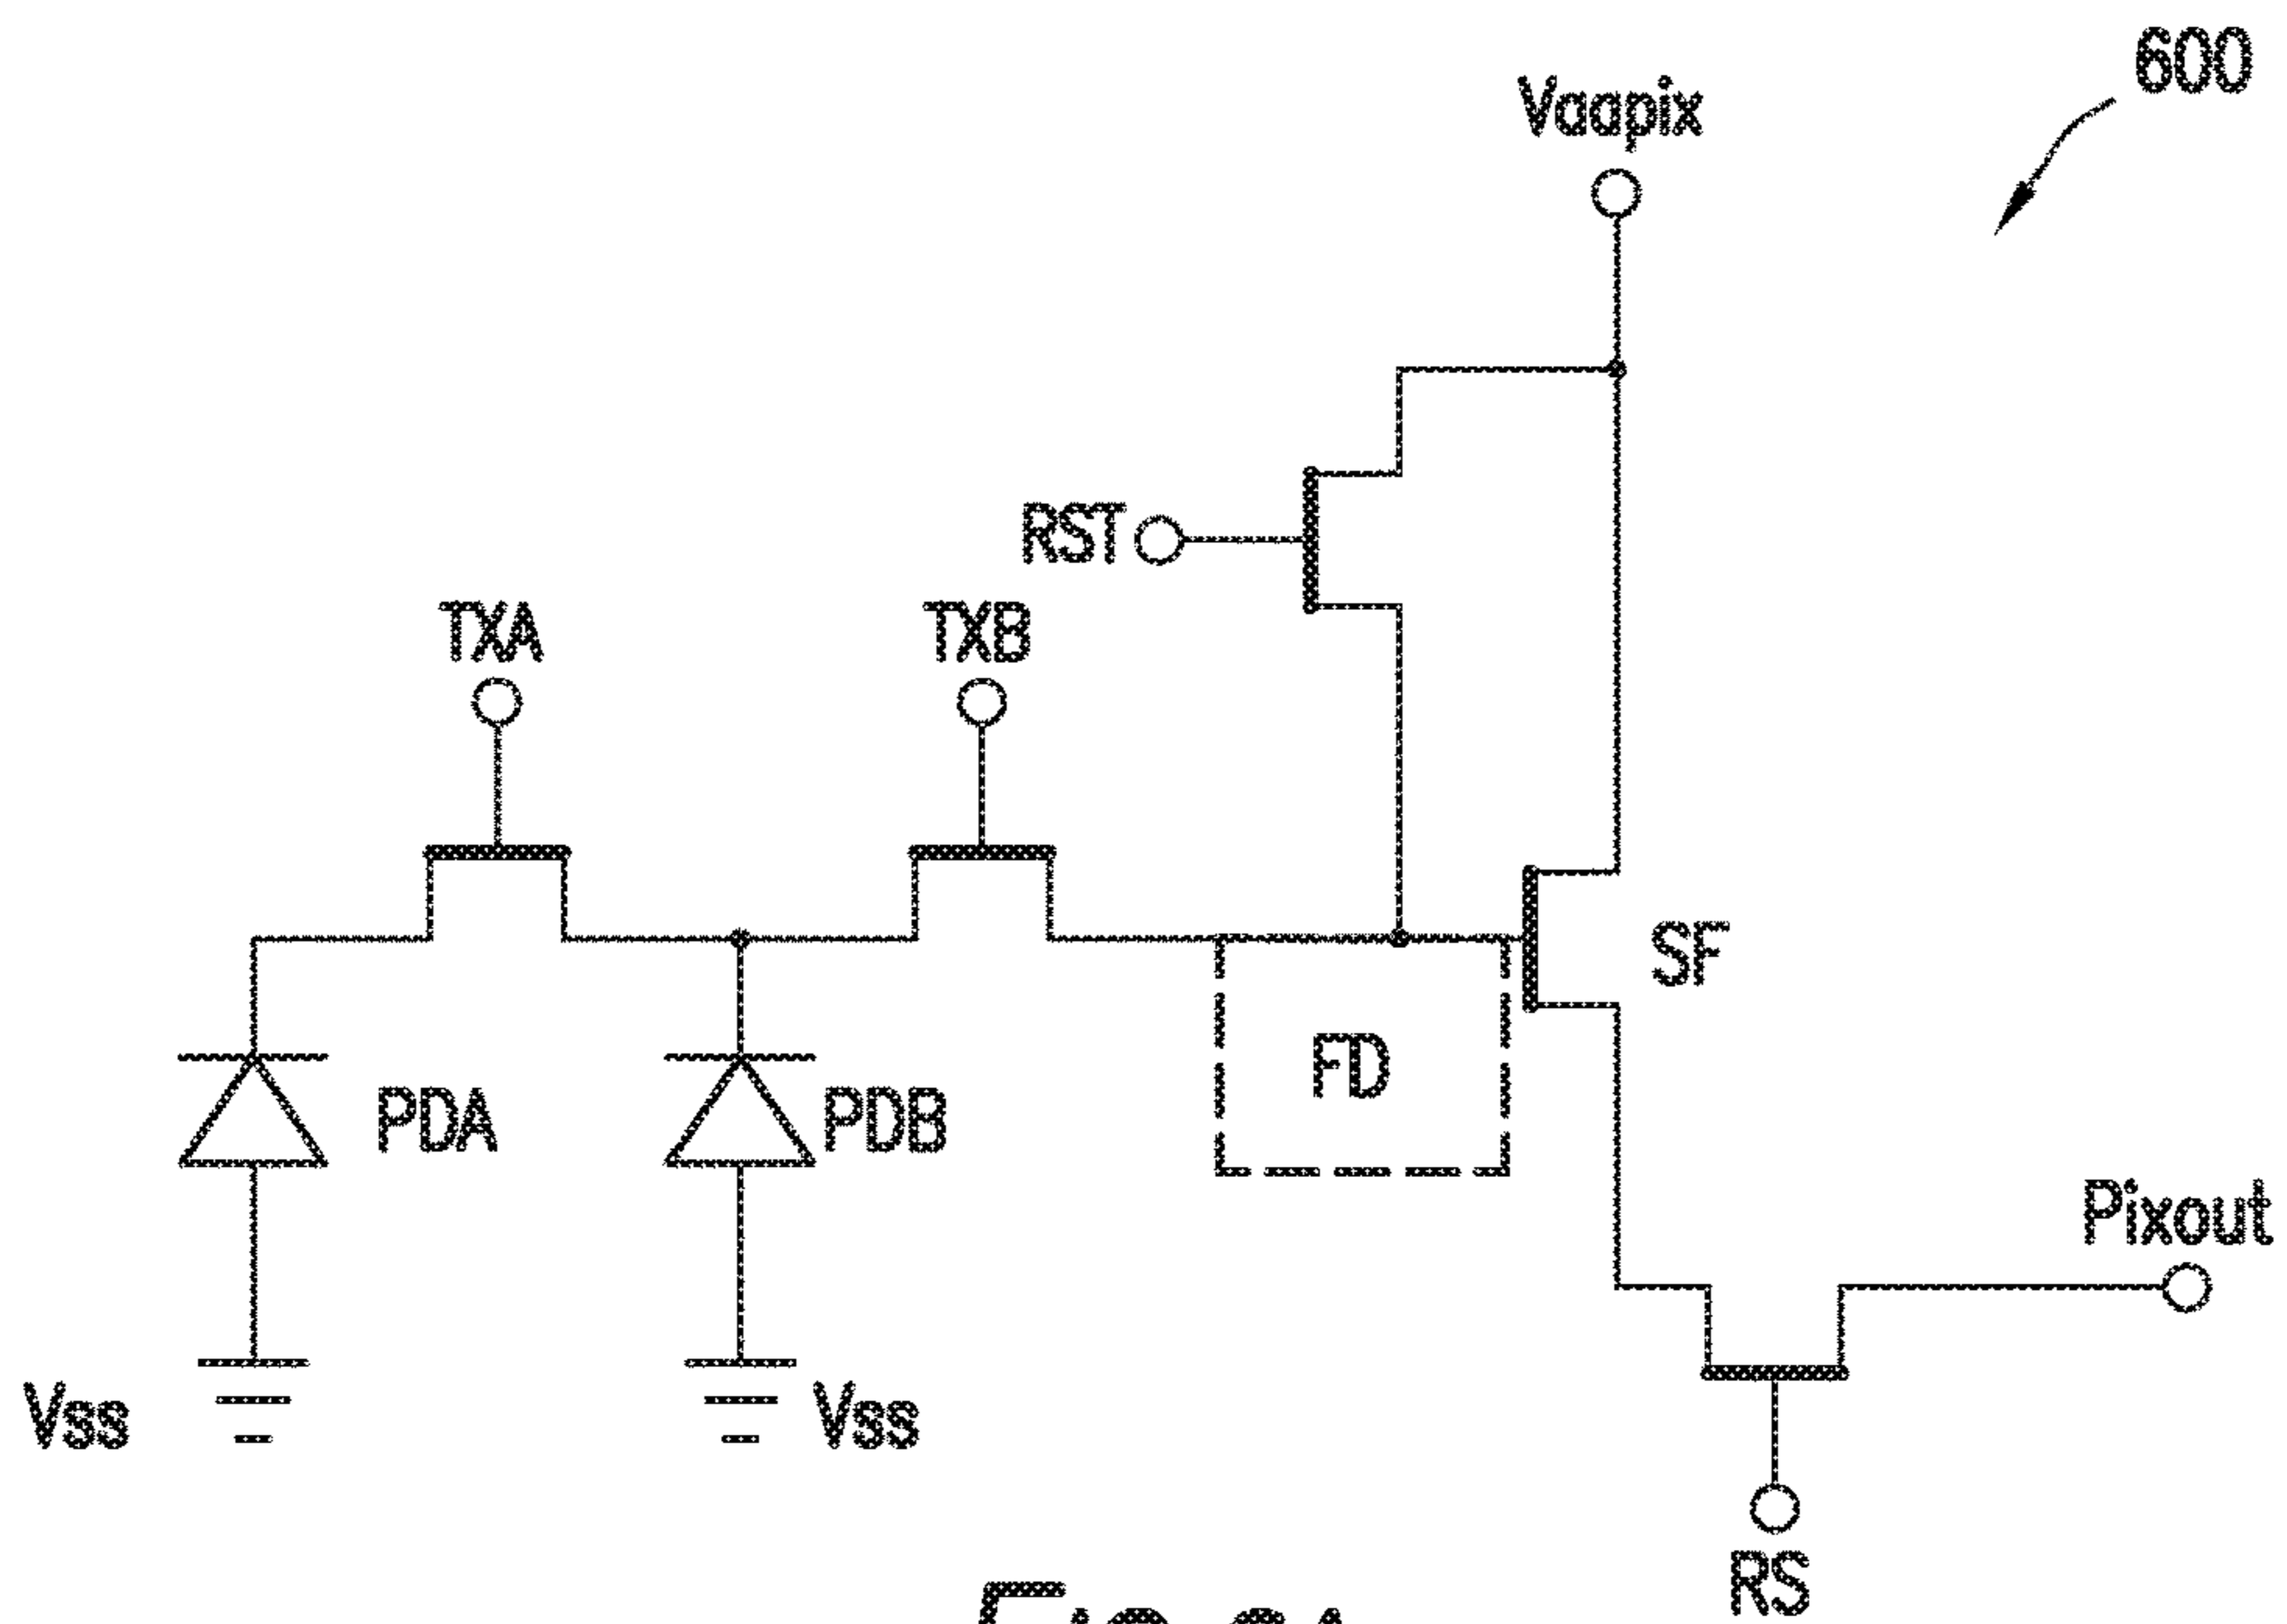 600
Vaapix
RST
TXA
TXB
SF
FD
PDA
PDB
Pixout
Vss
Vss
RS